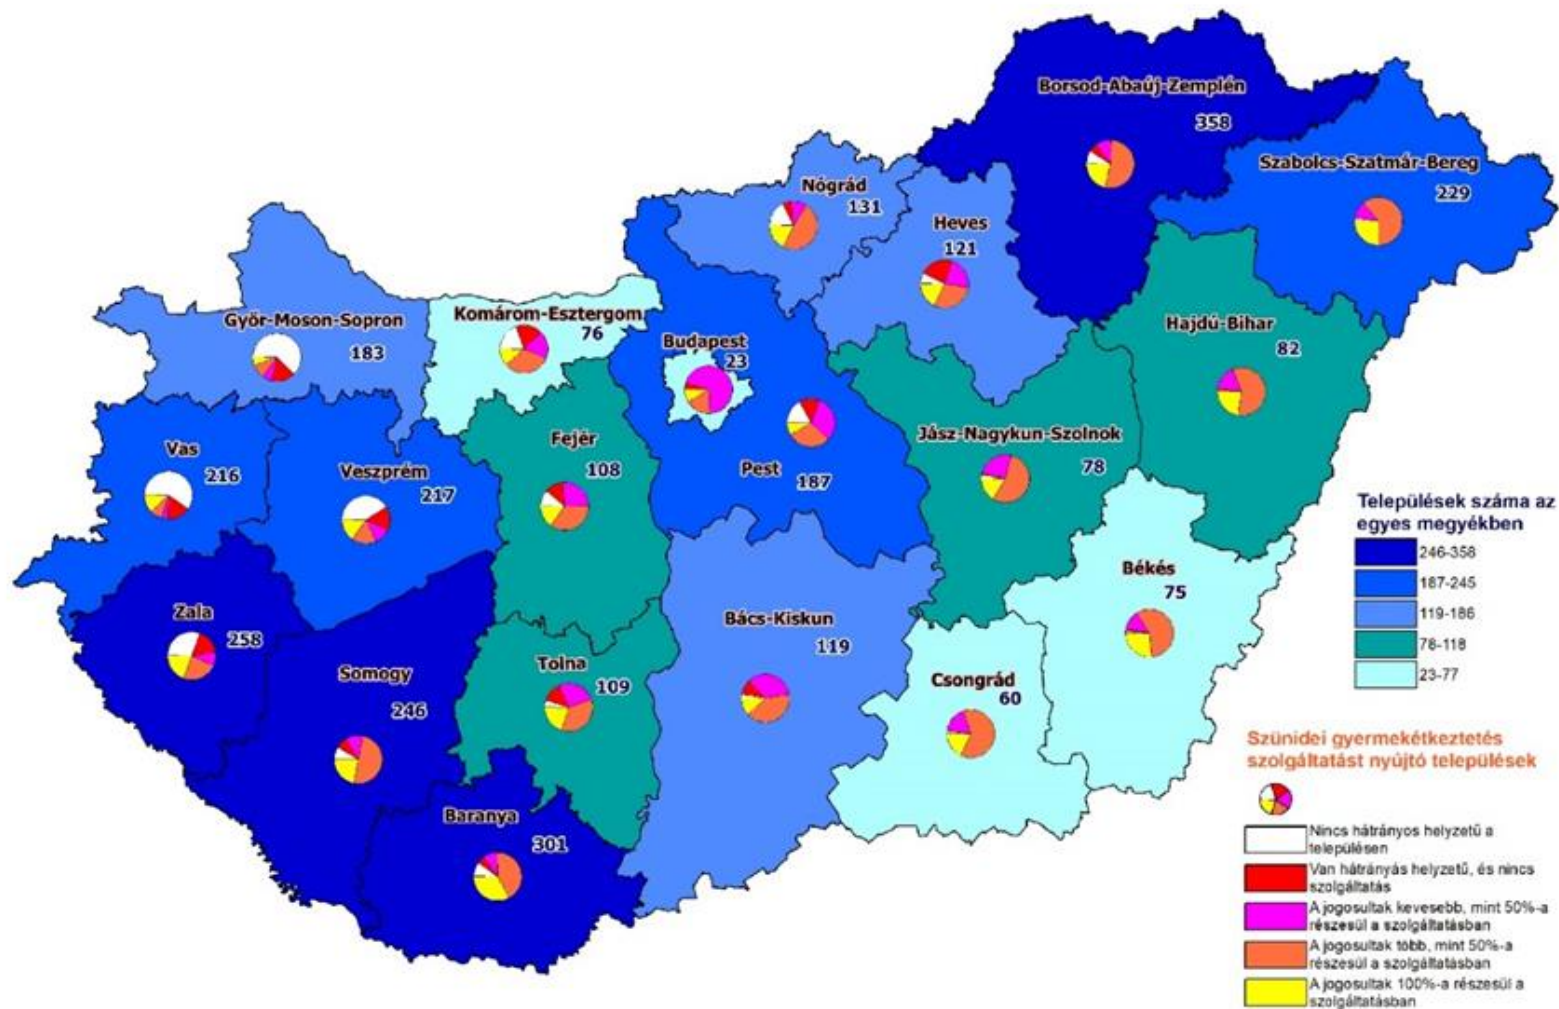 Borsod-Abaúj-Zemplén
358
Szabolcs-Szatmár-Bereg
229
Nógrád
131
Heves
121
Győr-Moson-Sopron
183
Komárom-Esztergom
76
Budapest
23
Hajdú-Bihar
82
Vas
216
Veszprém
217
Fejér
108
Pest
187
Jász-Nagykun-Szolnok
78
Békés
75
Zala
258
Somogy
246
Tolna
109
Bács-Kiskun
119
Csongrád
60
Baranya
301
Települések száma az
egyes megyékben
246-358
187-245
119-186
78-118
23-77
Szünidei gyermekétkeztetés
szolgáltatást nyújtó települések
Nincs hátrányos helyzetű a
településen
Van hátrányás helyzetű, és nincs
szolgáltatás
A jogosultak kevesebb, mint 50%-a
részesül a szolgáltatásban
A jogosultak több, mint 50%-a
részesül a szolgáltatásban
A jogosultak 100%-a részesül a
szolgáltatásban